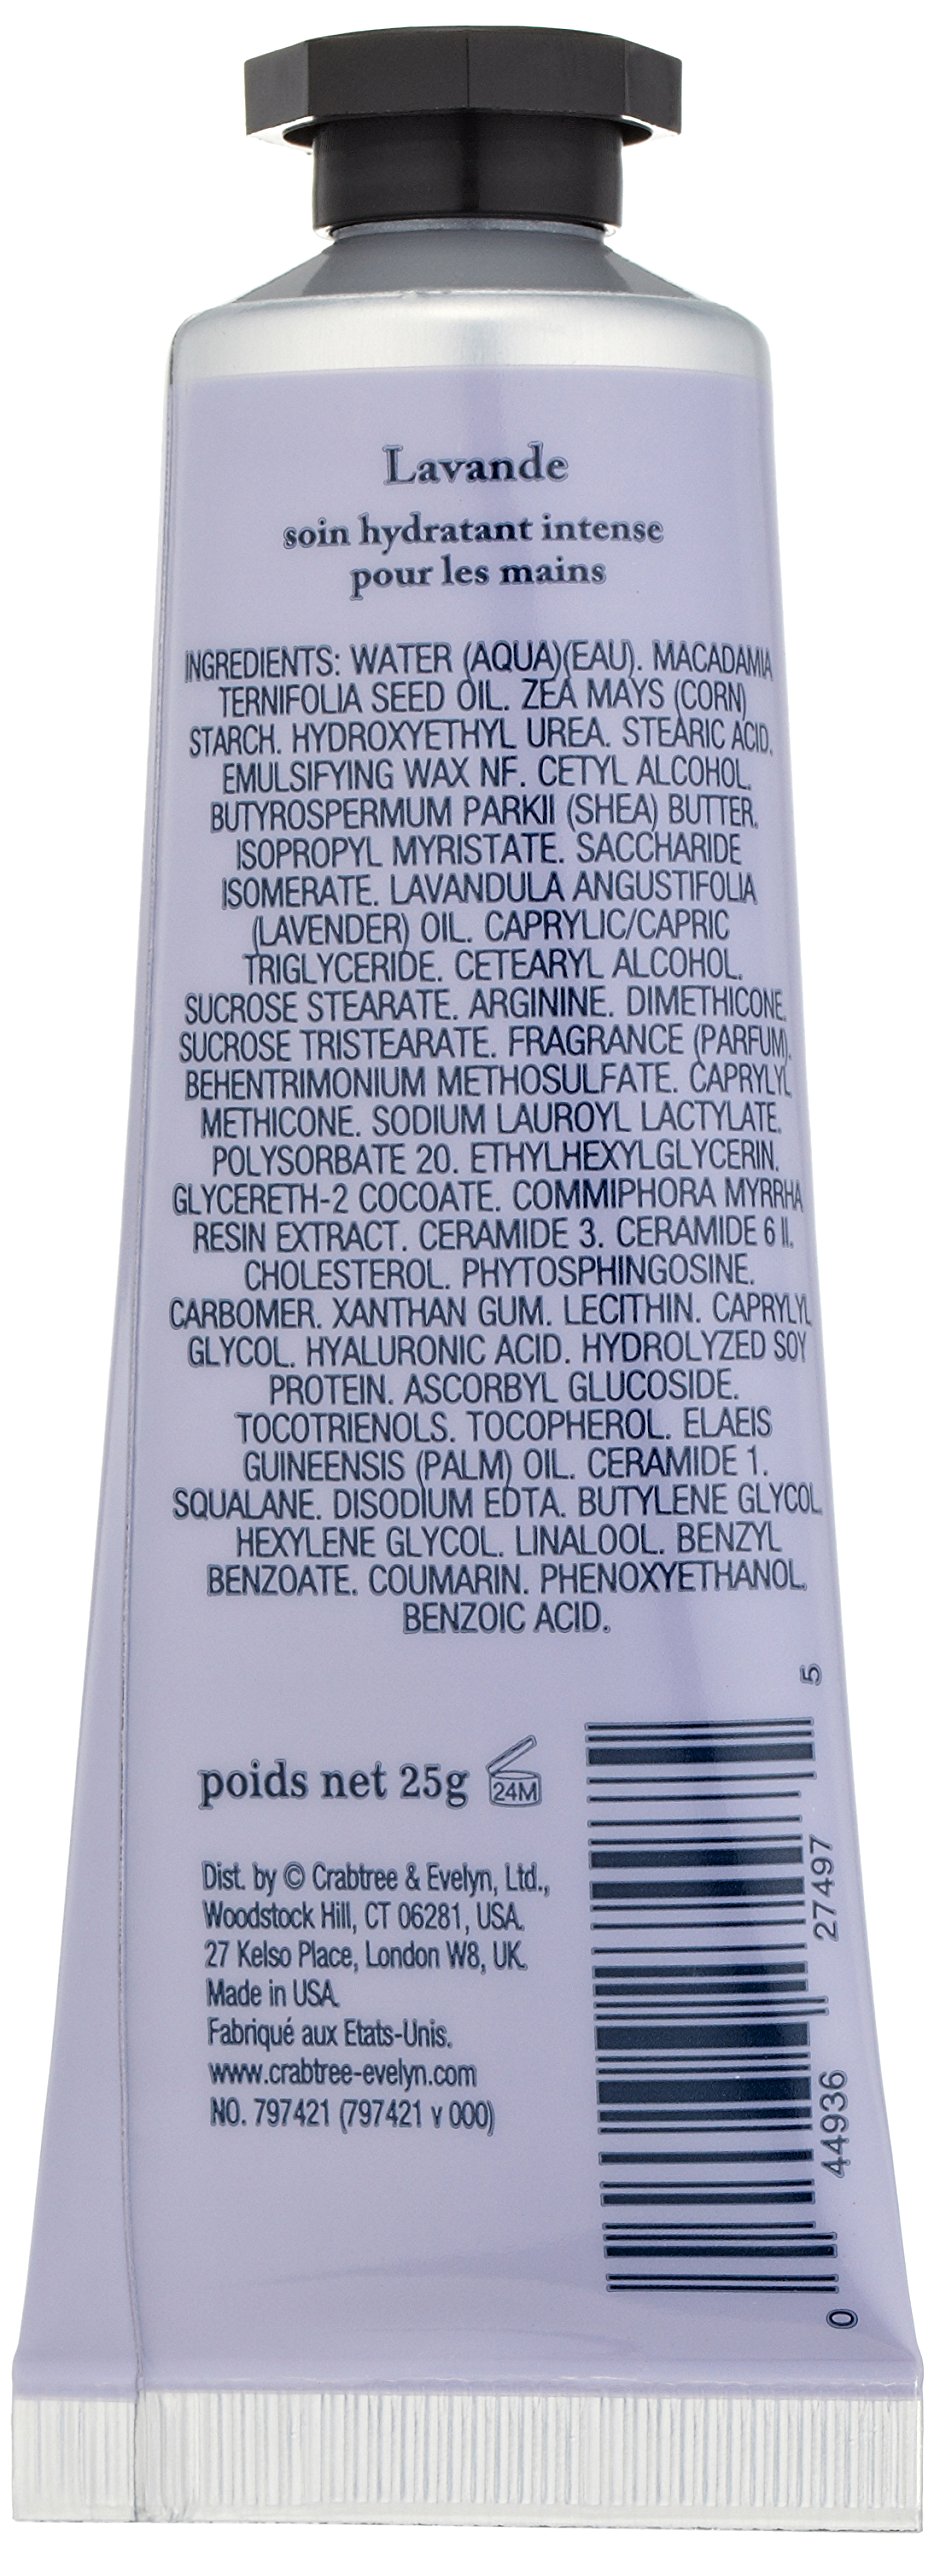 Lavande
soin hydratant intense
pour les mains
INGREDIENTS: WATER (AQUA)(EAU). MACADAMIA
TERNIFOLIA SEED OIL. ZEA MAYS (CORN)
STARCH. HYDROXYETHYL UREA. STEARIC ACID.
EMULSIFYING WAX NF. CETYL ALCOHOL.
BUTYROSPERMUM PARKII (SHEA) BUTTER.
ISOPROPYL MYRISTATE. SACCHARIDE
ISOMERATE. LAVANDULA ANGUSTIFOLIA
(LAVENDER) OIL. CAPRYLIC/CAPRIC
TRIGLYCERIDE. CETEARYL ALCOHOL.
SUCROSE STEARATE. ARGININE. DIMETHICONE.
SUCROSE TRISTEARATE. FRAGRANCE (PARFUM).
BEHENTRIMONIUM METHOSULFATE. CAPRYLYL
METHICONE. SODIUM LAUROYL LACTYLATE.
POLYSORBATE 20. ETHYLHEXYLGLYCERIN.
GLYCERETH-2 COCOATE. COMMIPHORA MYRRHA
RESIN EXTRACT. CERAMIDE 3. CERAMIDE 6 II.
CHOLESTEROL. PHYTOSPHINGOSINE.
CARBOMER. XANTHAN GUM. LECITHIN. CAPRYLYL
GLYCOL. HYALURONIC ACID. HYDROLYZED SOY
PROTEIN. ASCORBYL GLUCOSIDE.
TOCOTRIENOLS. TOCOPHEROL. ELAEIS
GUINEENSIS (PALM) OIL. CERAMIDE 1.
SQUALANE. DISODIUM EDTA. BUTYLENE GLYCOL.
HEXYLENE GLYCOL. LINALOOL. BENZYL
BENZOATE. COUMARIN. PHENOXYETHANOL.
BENZOIC ACID.
poids net 25g
24M
Dist. by © Crabtree & Evelyn, Ltd.,
Woodstock Hill, CT 06281, USA.
27 Kelso Place, London W8, UK.
Made in USA.
Fabriqué aux Etats-Unis.
www.crabtree-evelyn.com
NO. 797421 (797421 v 000)
0 44936 27497 5